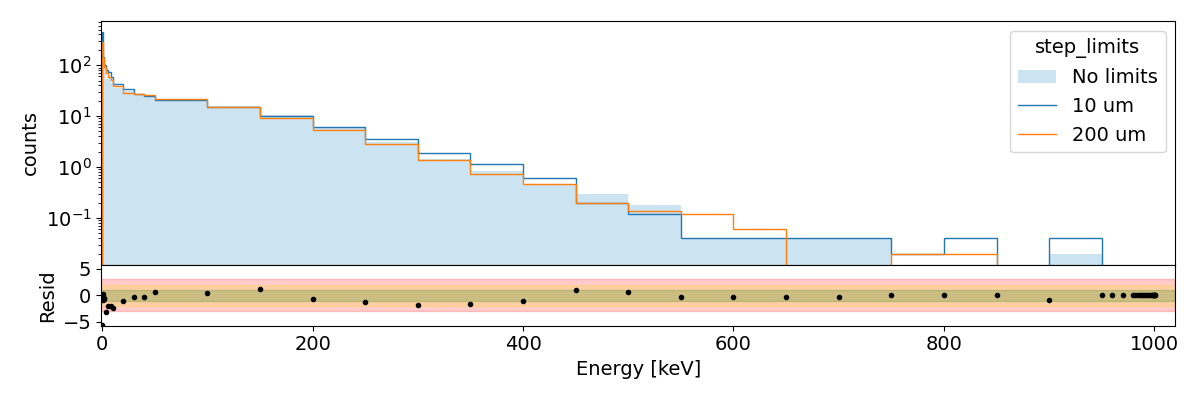 step_limits
No limits
10 um
200 um
counts
10²
10¹
10⁰
10⁻¹
Resid
5
0
−5
0 200 400 600 800 1000
Energy [keV]